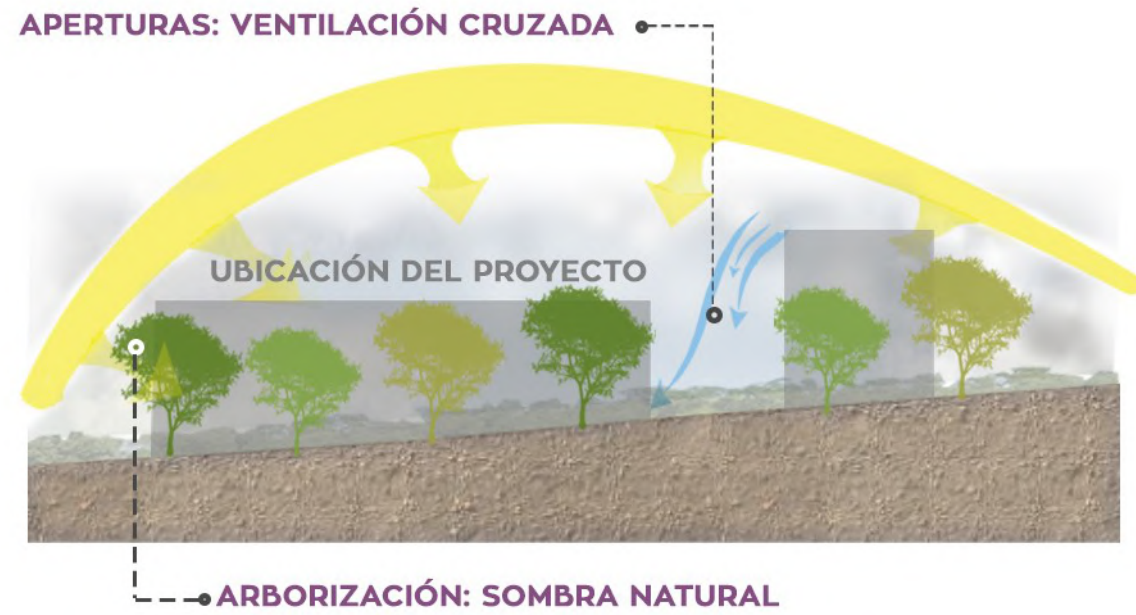 APERTURAS: VENTILACIÓN CRUZADA
UBICACIÓN DEL PROYECTO
ARBORIZACIÓN: SOMBRA NATURAL